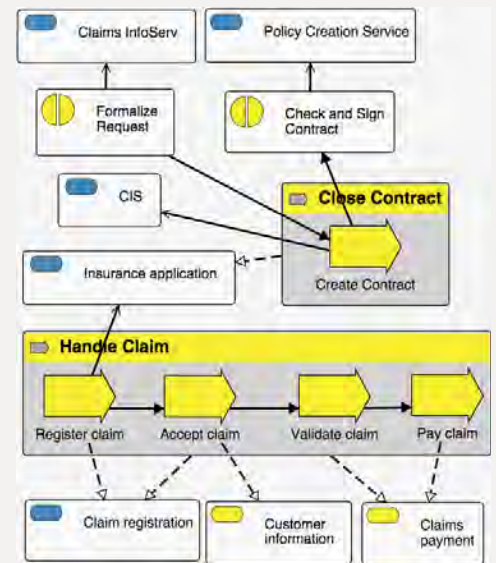 Claims InfoServ
Policy Creation Service
Formalize
Request
Check and Sign
Contract
CIS
Close Contract
Create Contract
Insurance application
Handle Claim
Register claim
Accept claim
Validate claim
Pay claim
Claim registration
Customer
information
Claims
payment